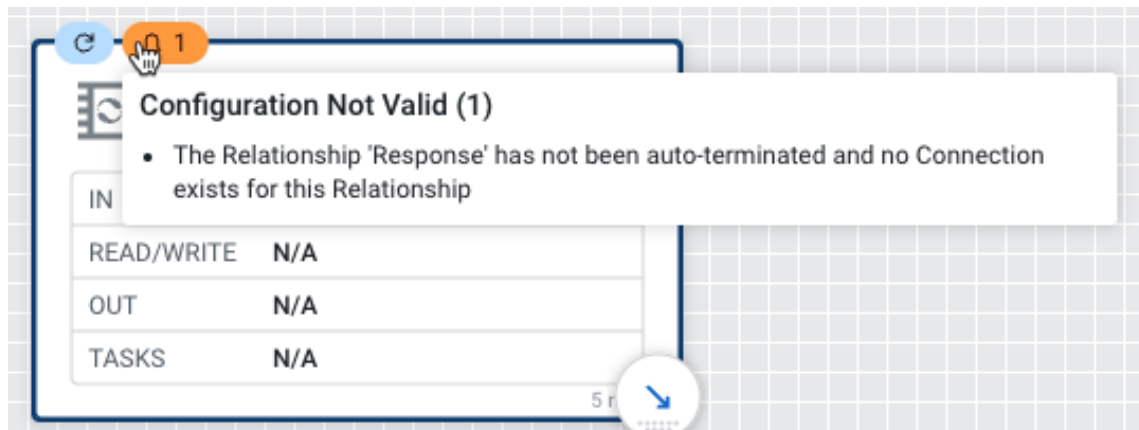 1
Configuration Not Valid (1)
• The Relationship 'Response' has not been auto-terminated and no Connection
exists for this Relationship
IN
READ/WRITE N/A
OUT N/A
TASKS N/A
5